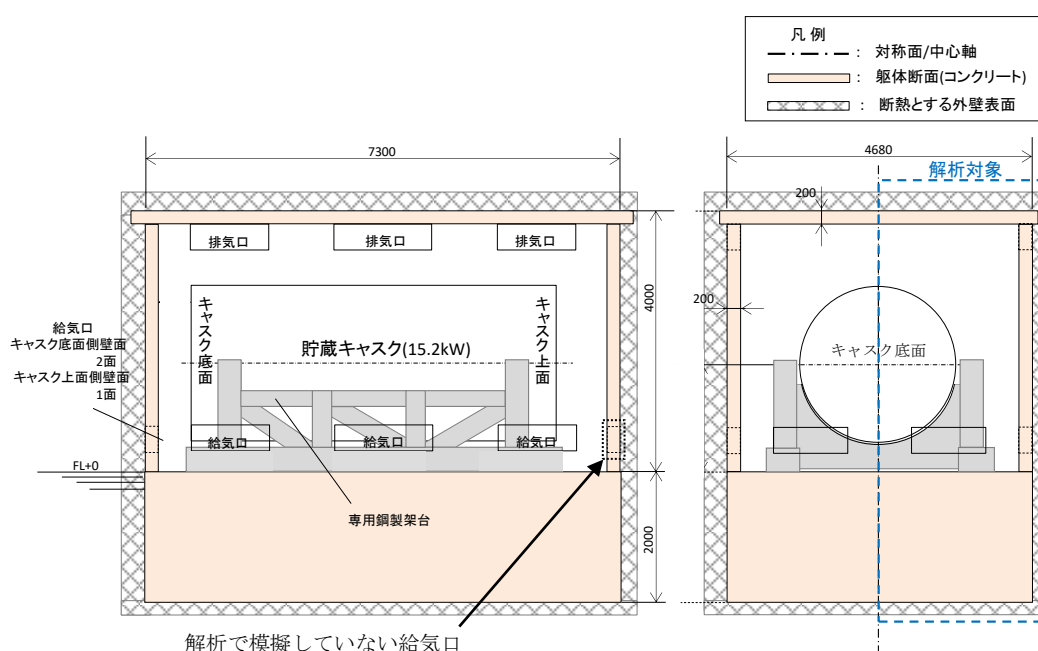 凡 例
： 対称面/中心軸
： 躯体断面(コンクリート)
： 断熱とする外壁表面
7300
4680
解析対象
200
排気口
排気口
排気口
キャスク底面
キャスク上面
4000
200
給気口
キャスク底面側壁面
2面
キャスク上面側壁面
1面
貯蔵キャスク(15.2kW)
キャスク底面
給気口
給気口
給気口
FL+0
専用鋼製架台
2000
解析で模擬していない給気口